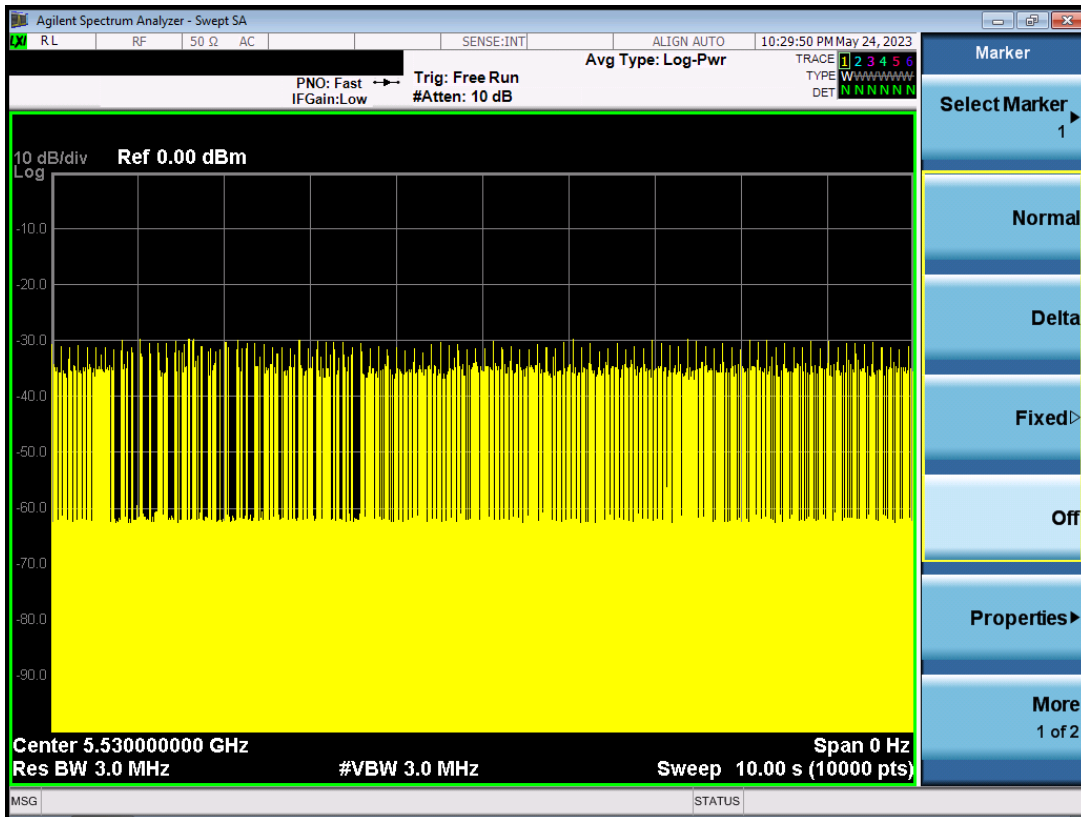 Agilent Spectrum Analyzer - Swept SA
LXI RL RF 50 Ω AC SENSE:INT ALIGN AUTO 10:29:50 PM May 24, 2023
Avg Type: Log-Pwr
TRACE 1 2 3 4 5 6
PNO: Fast
Trig: Free Run
TYPE WWWWWW
IFGain:Low
#Atten: 10 dB
DET N N N N N N
10 dB/div Ref 0.00 dBm
Log
-10.0
-20.0
-30.0
-40.0
-50.0
-60.0
-70.0
-80.0
-90.0
Center 5.530000000 GHz Span 0 Hz
Res BW 3.0 MHz #VBW 3.0 MHz Sweep 10.00 s (10000 pts)
MSG STATUS
Marker
Select Marker
1
Normal
Delta
Fixed
Off
Properties
More
1 of 2